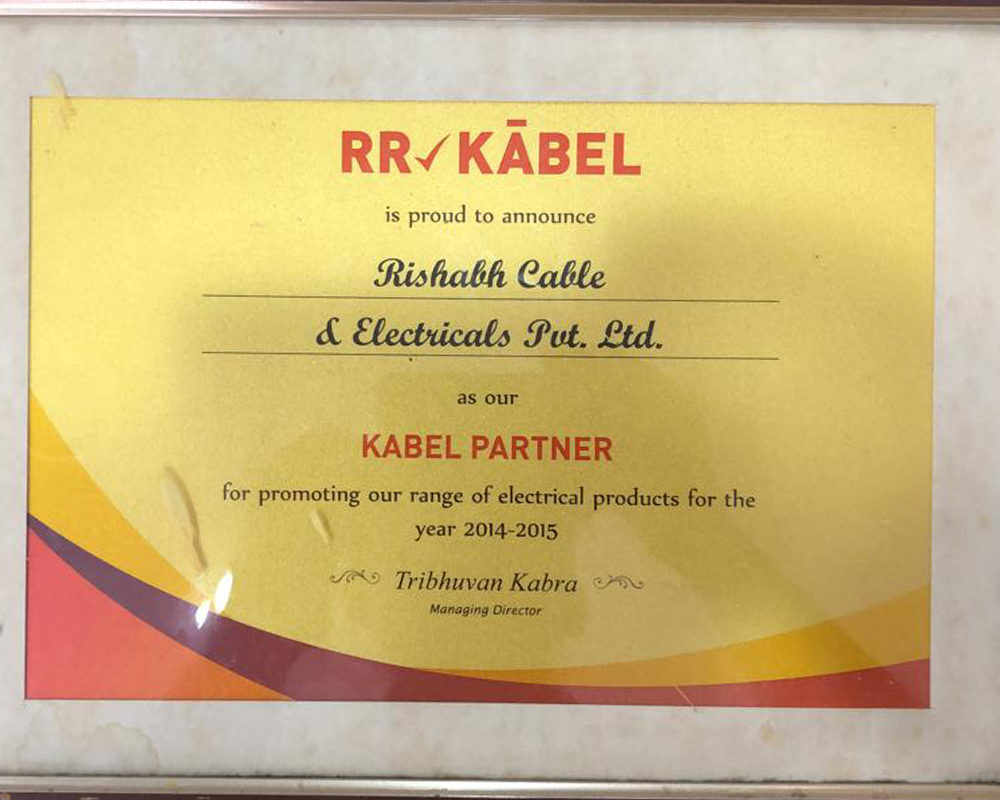 RR KĀBEL
is proud to announce
Rishabh Cable
& Electricals Pvt. Ltd.
as our
KABEL PARTNER
for promoting our range of electrical products for the
year 2014-2015
Tribhuvan Kabra
Managing Director